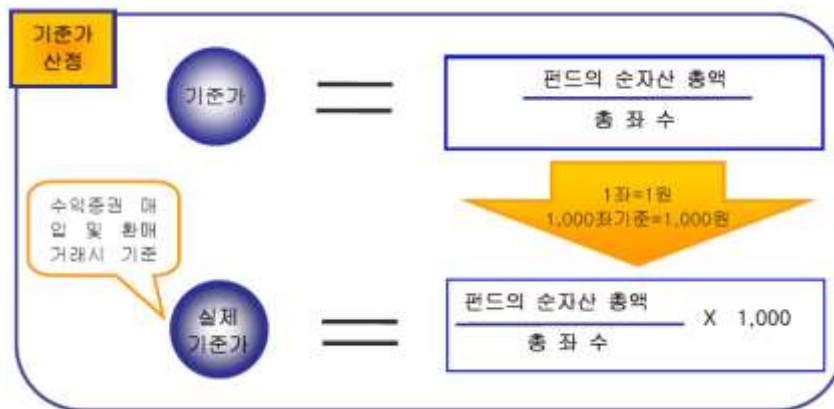 기준가
산정
기준가
펀드의 순자산 총액
총 좌 수
1좌=1원
1,000좌기준=1,000원
수익증권 매
입 및 환매
거래시 기준
실제
기준가
펀드의 순자산 총액
X 1,000
총 좌 수